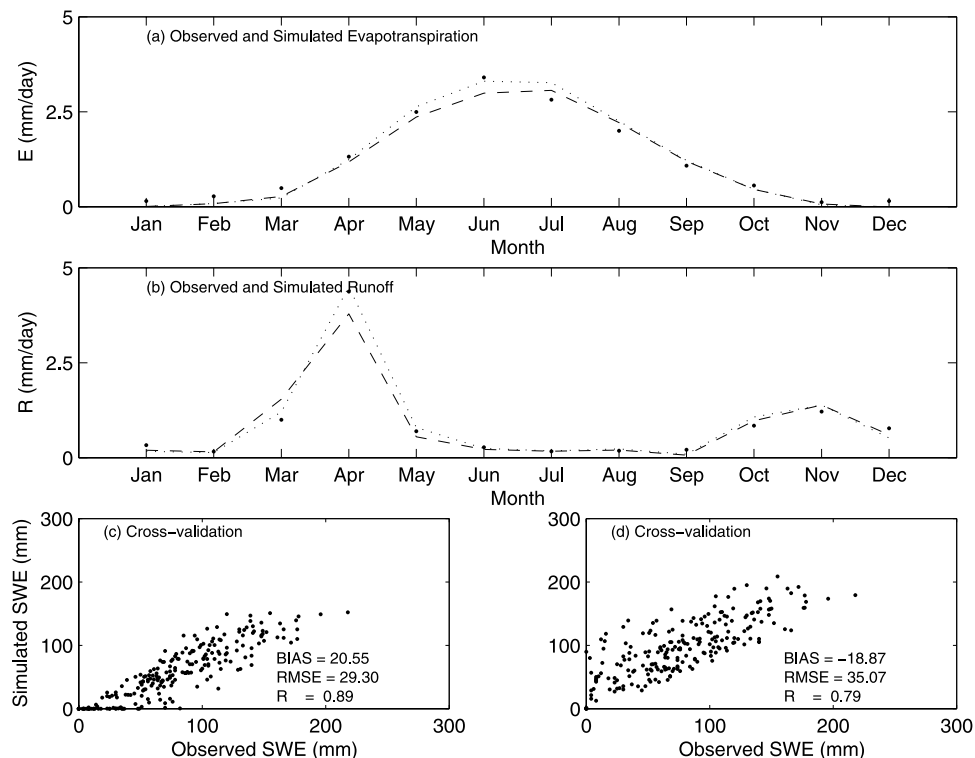 5
(a) Observed and Simulated Evapotranspiration
E (mm/day)
2.5
0
Jan Feb Mar Apr May Jun Jul Aug Sep Oct Nov Dec
Month
5
(b) Observed and Simulated Runoff
R (mm/day)
2.5
0
Jan Feb Mar Apr May Jun Jul Aug Sep Oct Nov Dec
Month
300
(c) Cross−validation
Simulated SWE (mm)
200
100
BIAS = 20.55
RMSE = 29.30
R = 0.89
0
0 100 200 300
Observed SWE (mm)
300
(d) Cross−validation
200
100
BIAS = −18.87
RMSE = 35.07
R = 0.79
0
0 100 200 300
Observed SWE (mm)